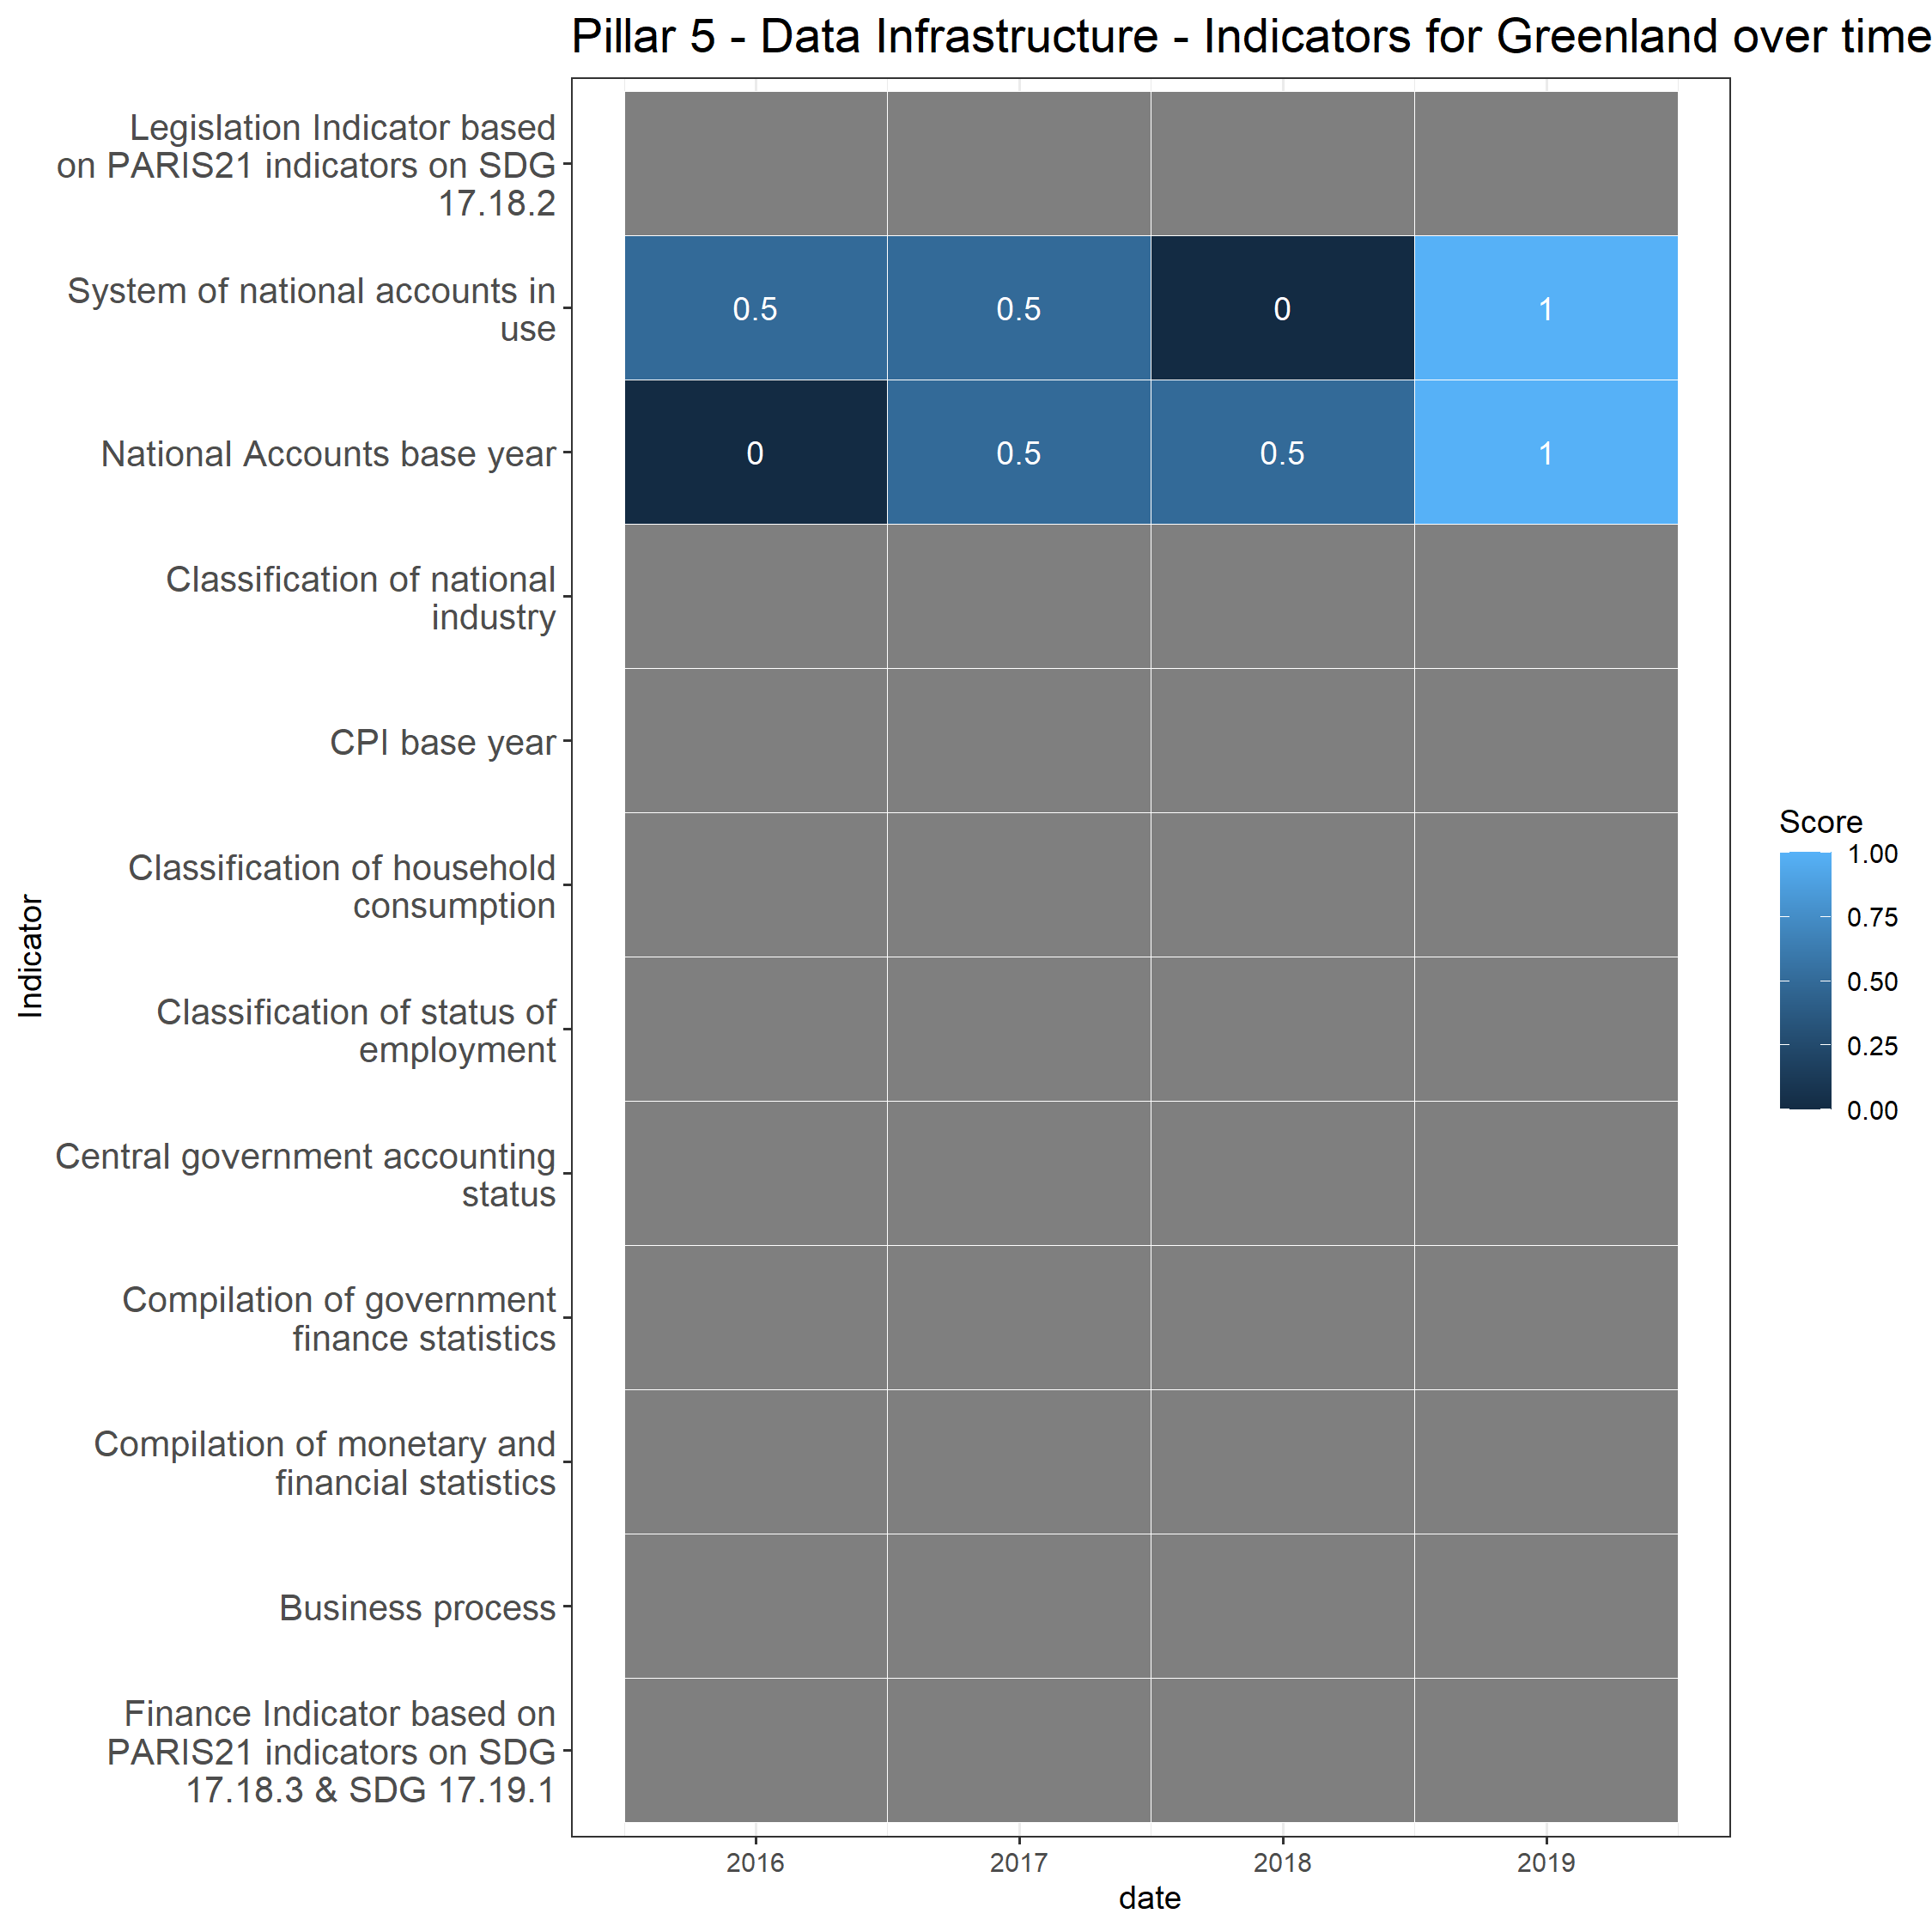 Pillar 5 - Data Infrastructure - Indicators for Greenland over time
Legislation Indicator based
on PARIS21 indicators on SDG
17.18.2
System of national accounts in
use
0.5 0.5 0 1
National Accounts base year
0 0.5 0.5 1
Classification of national
industry
CPI base year
Classification of household
consumption
Classification of status of
employment
Central government accounting
status
Compilation of government
finance statistics
Compilation of monetary and
financial statistics
Business process
Finance Indicator based on
PARIS21 indicators on SDG
17.18.3 & SDG 17.19.1
Indicator
2016 2017 2018 2019
date
Score
1.00
0.75
0.50
0.25
0.00